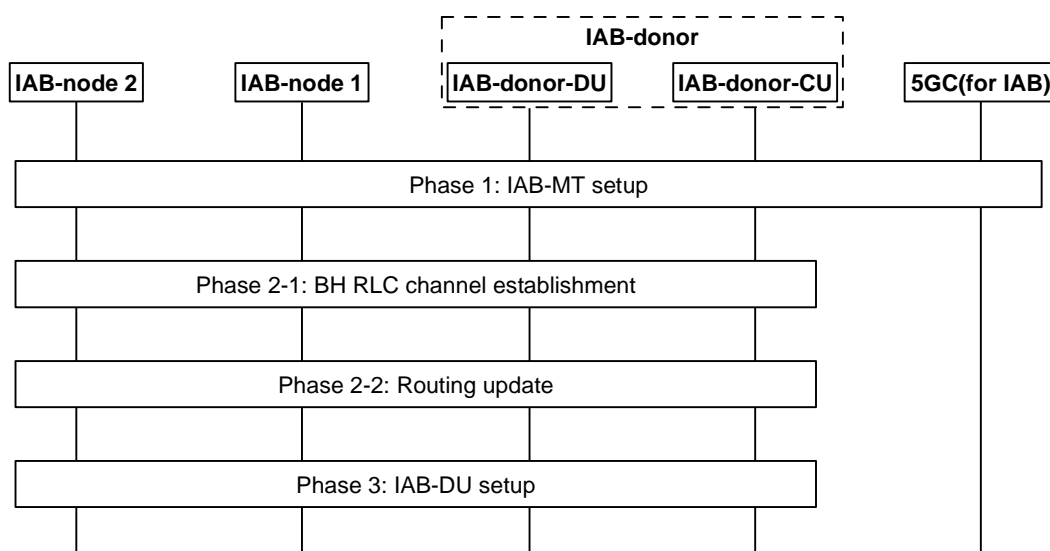 IAB-donor
IAB-node 2
IAB-node 1
IAB-donor-DU
IAB-donor-CU
5GC(for IAB)
Phase 1: IAB-MT setup
Phase 2-1: BH RLC channel establishment
Phase 2-2: Routing update
Phase 3: IAB-DU setup